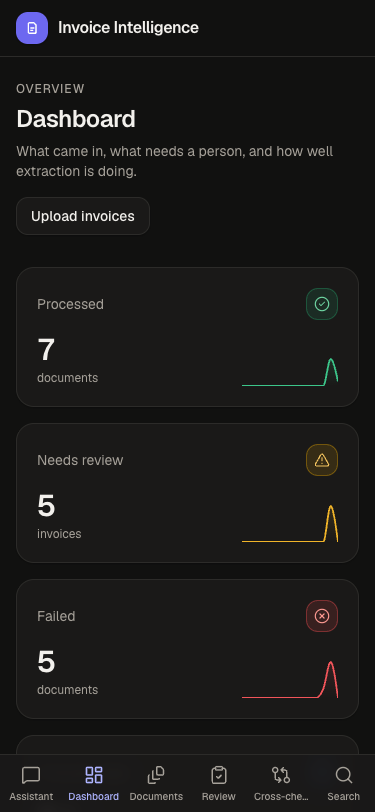 Invoice Intelligence
OVERVIEW
Dashboard
What came in, what needs a person, and how well
extraction is doing.
Upload invoices
Processed
7
documents
Needs review
5
invoices
Failed
5
documents
Assistant
Dashboard
Documents
Review
Cross-che...
Search